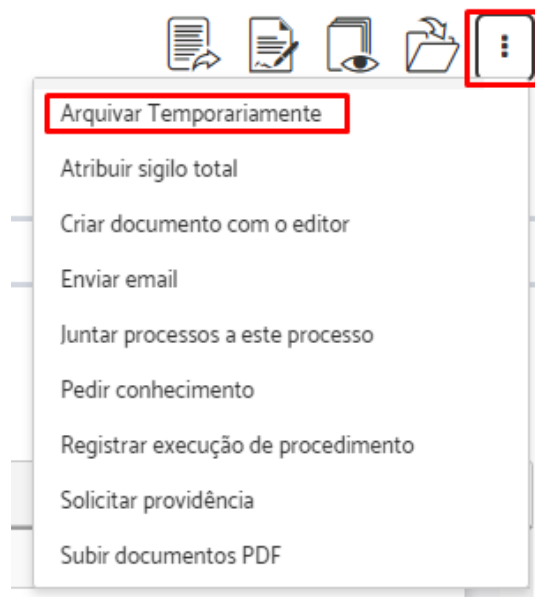 Arquivar Temporariamente
Atribuir sigilo total
Criar documento com o editor
Enviar email
Juntar processos a este processo
Pedir conhecimento
Registrar execução de procedimento
Solicitar providência
Subir documentos PDF